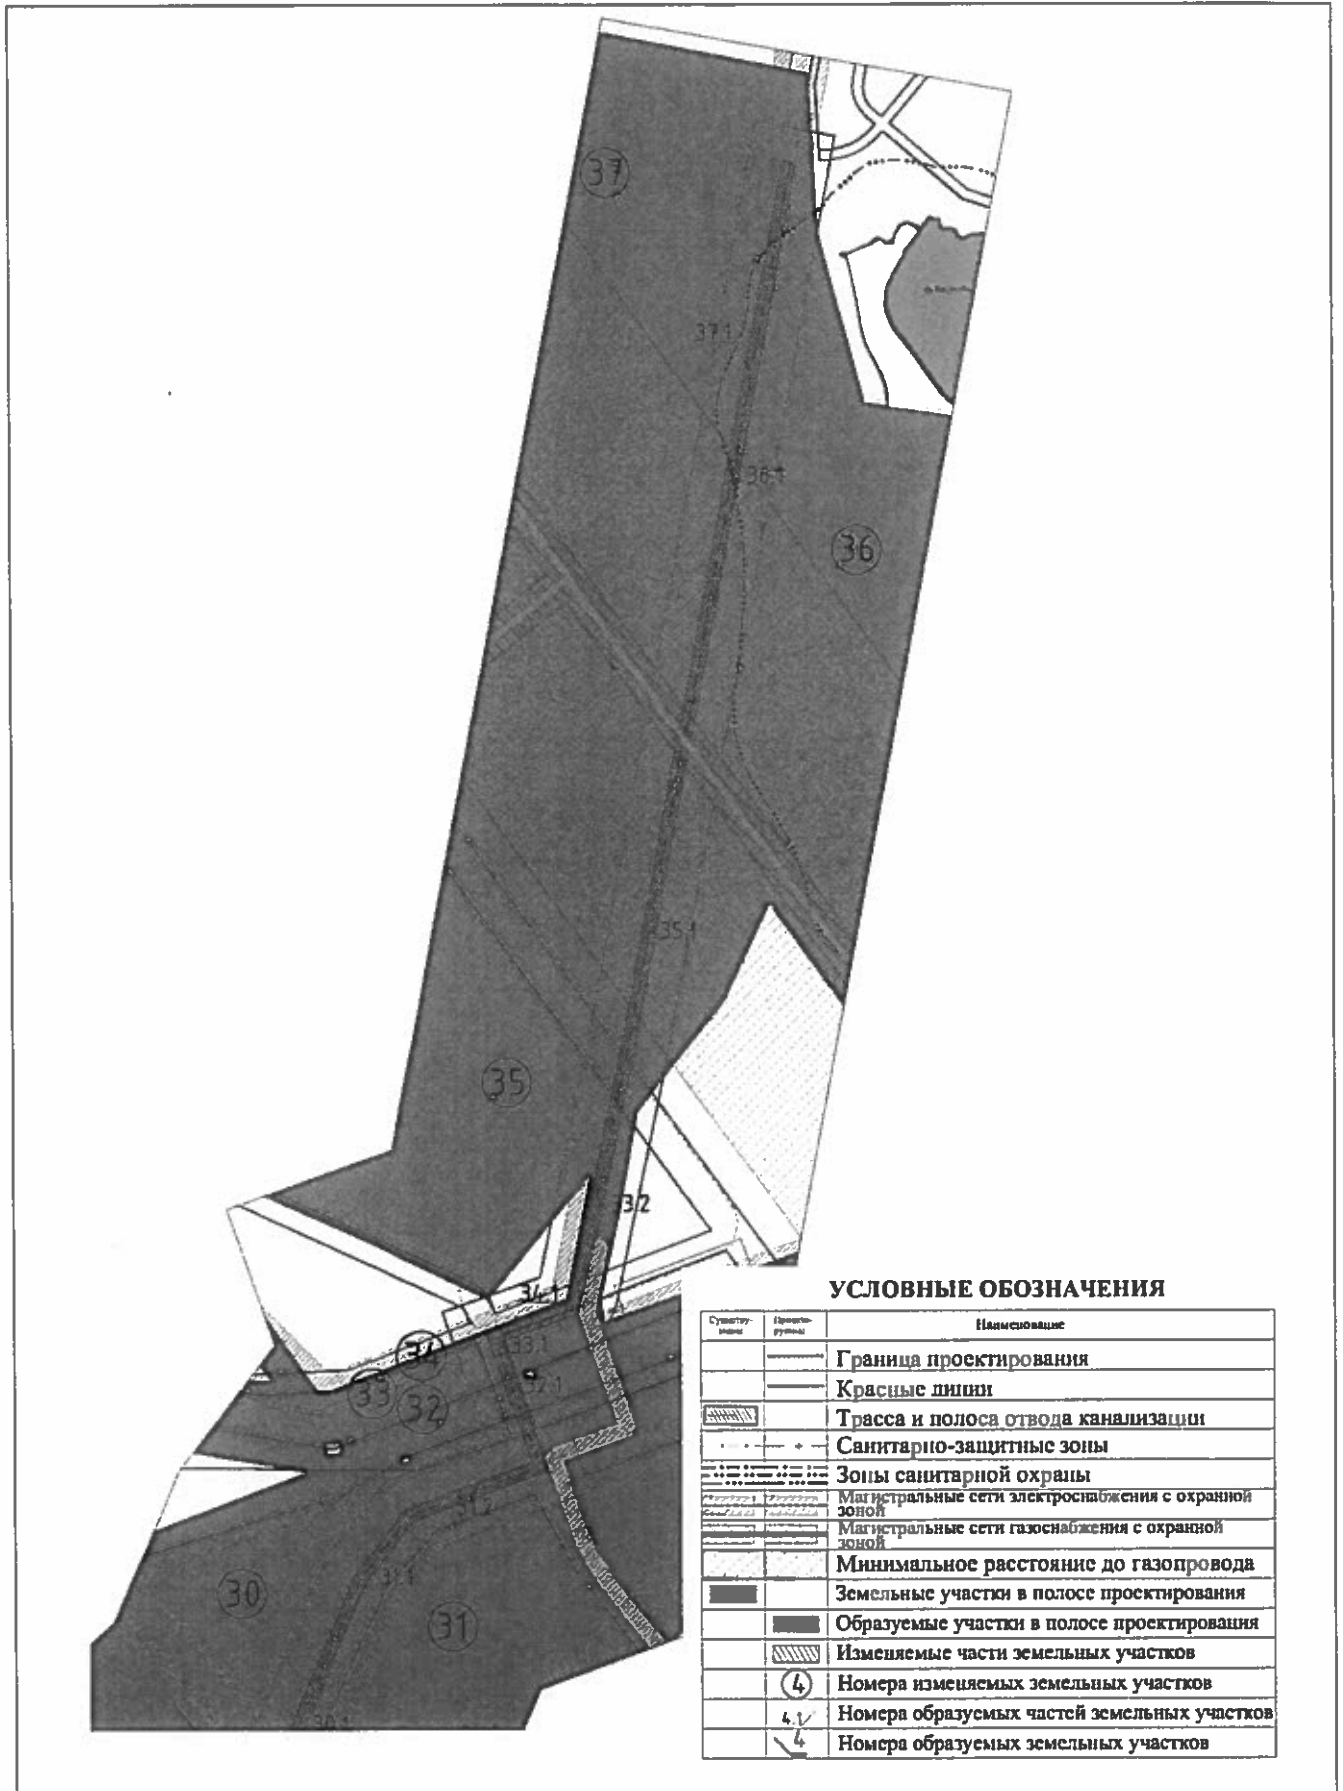 37
37.1
36.1
36
35.1
35
3.2
34.1
34
33.1
33
32.1
32
31.2
31.1
30
31
30.1
УСЛОВНЫЕ ОБОЗНАЧЕНИЯ
Наименование
Граница проектирования
Красные линии
Трасса и полоса отвода канализации
Санитарно-защитные зоны
Зоны санитарной охраны
Магистральные сети электроснабжения с охранной
зоной
Магистральные сети газоснабжения с охранной
зоной
Минимальное расстояние до газопровода
Земельные участки в полосе проектирования
Образуемые участки в полосе проектирования
Изменяемые части земельных участков
4 Номера изменяемых земельных участков
4.1 Номера образуемых частей земельных участков
4 Номера образуемых земельных участков